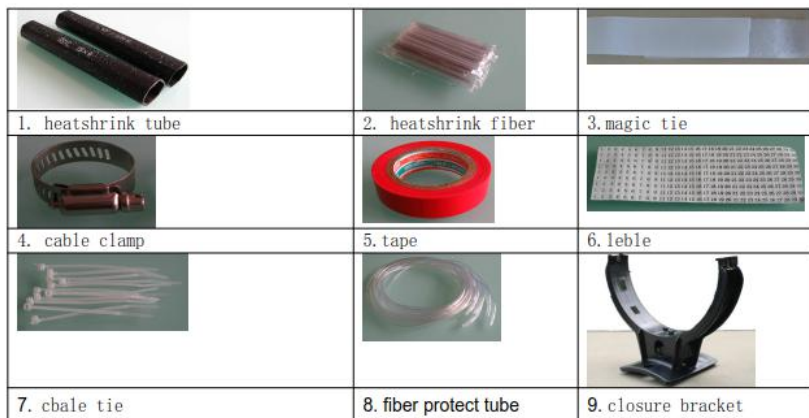 1. heatshrink tube
2. heatshrink fiber
3.magic tie
4. cable clamp
5.tape
6.leble
7. cbale tie
8. fiber protect tube
9.closure bracket